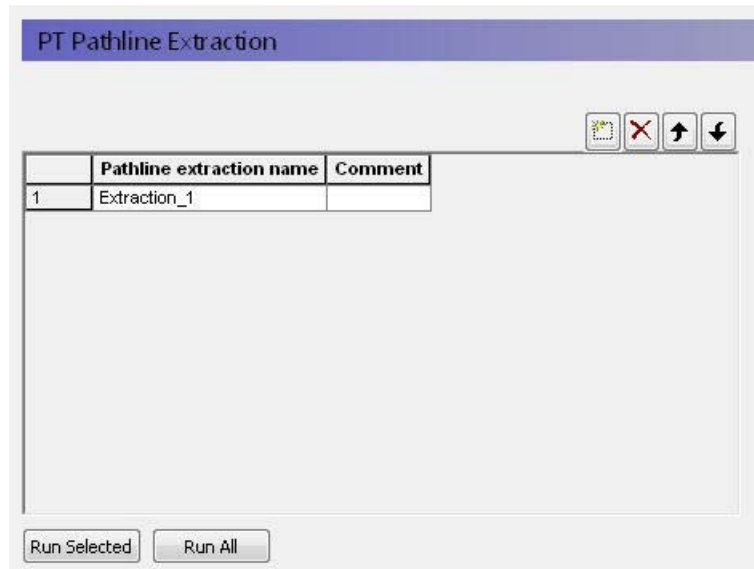 PT Pathline Extraction
Pathline extraction name Comment
1 Extraction_1
Run Selected Run All